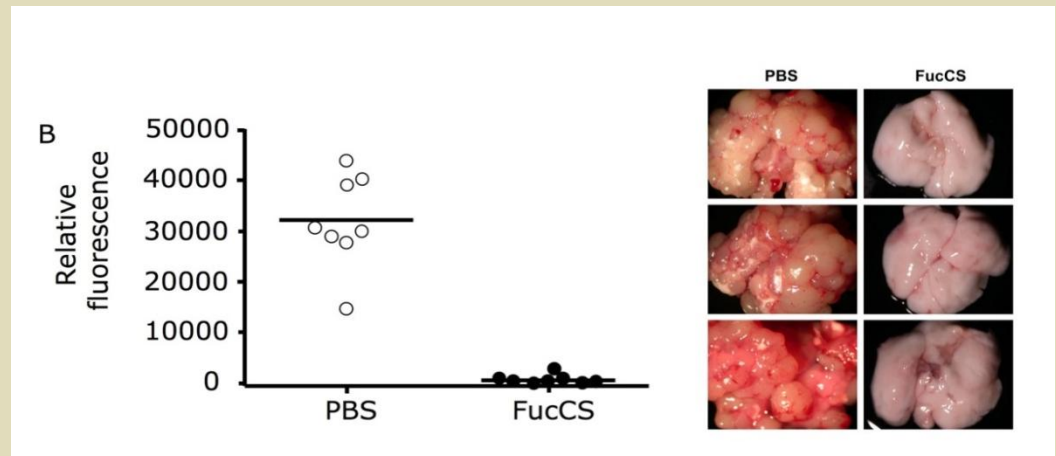 B
Relative
fluorescence
50000
40000
30000
20000
10000
0
PBS
FucCS
PBS
FucCS